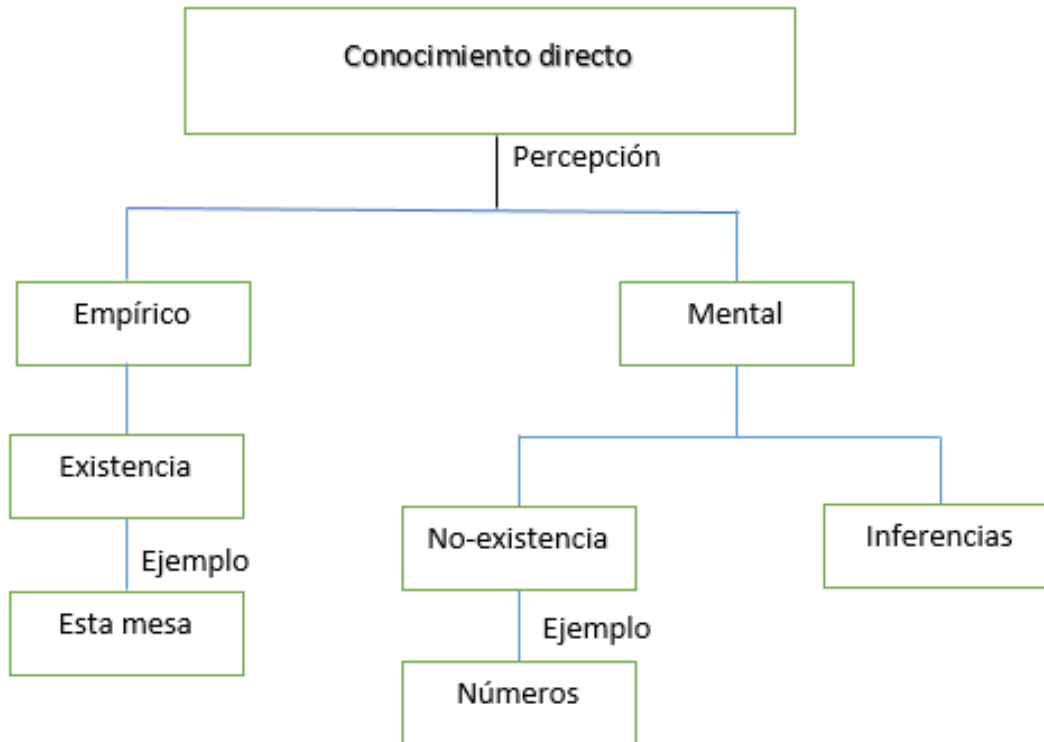 Conocimiento directo
Percepción
Empírico
Mental
Existencia
No-existencia
Inferencias
Ejemplo
Esta mesa
Ejemplo
Números